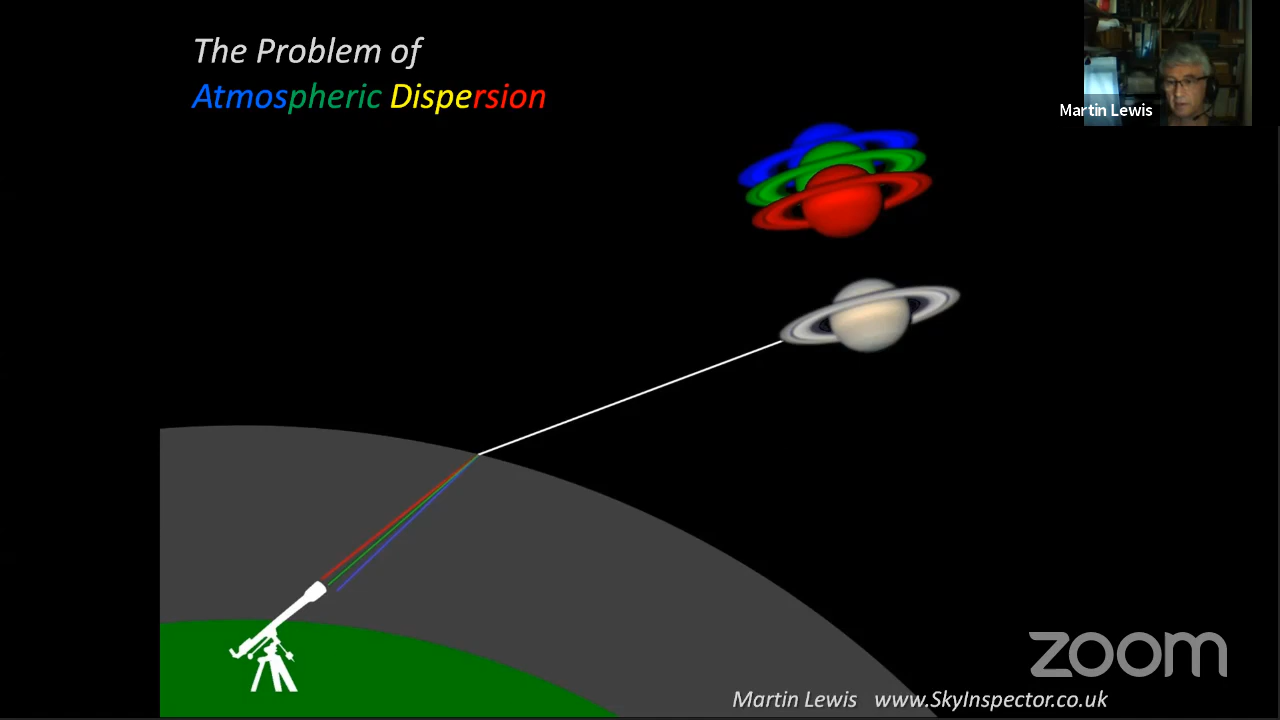 The Problem of
Atmospheric Dispersion
Martin Lewis
zoom
Martin Lewis www.SkyInspector.co.uk